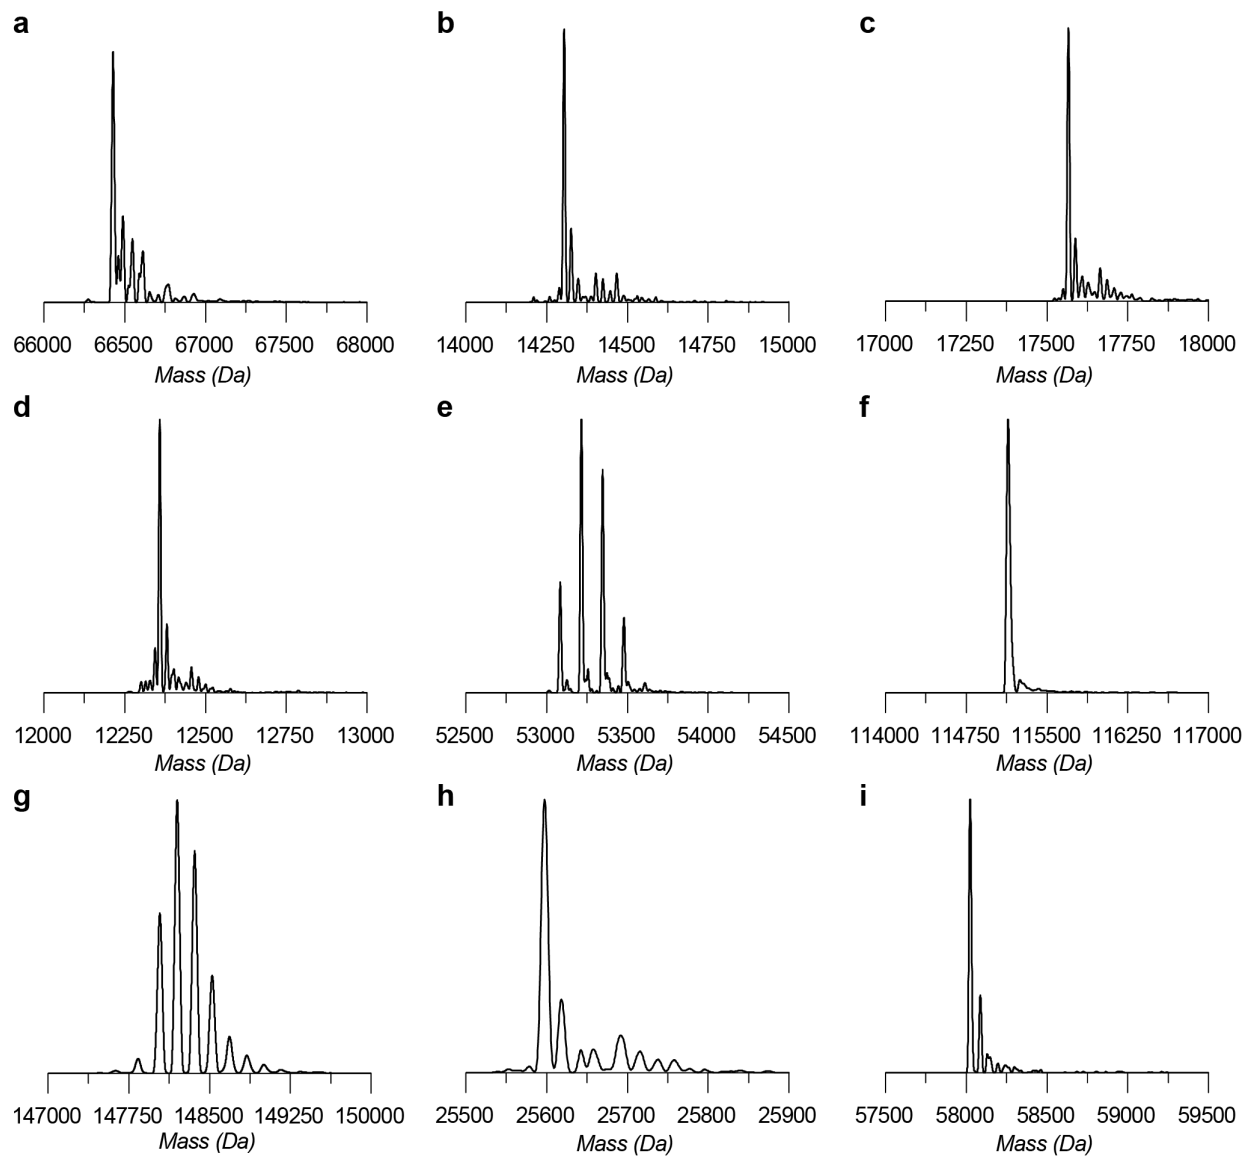 a b c
66000 66500 67000 67500 68000 14000 14250 14500 14750 15000 17000 17250 17500 17750 18000
Mass (Da) Mass (Da) Mass (Da)
d e f
12000 12250 12500 12750 13000 52500 53000 53500 54000 54500 114000 114750 115500 116250 117000
Mass (Da) Mass (Da) Mass (Da)
g h i
147000 147750 148500 149250 150000 25500 25600 25700 25800 25900 57500 58000 58500 59000 59500
Mass (Da) Mass (Da) Mass (Da)